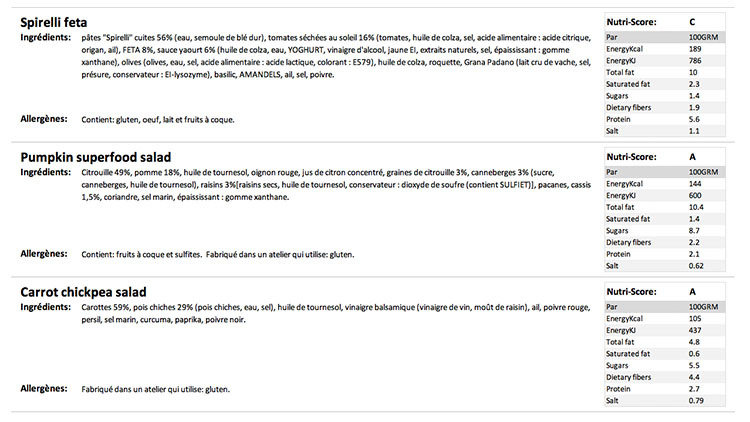 Spirelli feta
Ingrédients: pâtes "Spirelli" cuites 56% (eau, semoule de blé dur), tomates séchées au soleil 16% (tomates, huile de colza, sel, acide alimentaire : acide citrique,
origan, ail), FETA 8%, sauce yaourt 6% (huile de colza, eau, YOGHURT, vinaigre d'alcool, jaune EI, extraits naturels, sel, épaississant : gomme
xanthane), olives (olives, eau, sel, acide alimentaire : acide lactique, colorant : E579), huile de colza, roquette, Grana Padano (lait cru de vache, sel,
présure, conservateur : EI-lysozyme), basilic, AMANDELS, ail, sel, poivre.
Allergènes: Contient: gluten, oeuf, lait et fruits à coque.
Nutri-Score: C
Par 100GRM
EnergyKcal 189
EnergyKJ 786
Total fat 10
Saturated fat 2.3
Sugars 1.4
Dietary fibers 1.9
Protein 5.6
Salt 1.1
Pumpkin superfood salad
Ingrédients: Citrouille 49%, pomme 18%, huile de tournesol, oignon rouge, jus de citron concentré, graines de citrouille 3%, canneberges 3% (sucre,
canneberges, huile de tournesol), raisins 3%[raisins secs, huile de tournesol, conservateur : dioxyde de soufre (contient SULFIET)], pacanes, cassis
1,5%, coriandre, sel marin, épaississant : gomme xanthane.
Allergènes: Contient: fruits à coque et sulfites. Fabriqué dans un atelier qui utilise: gluten.
Nutri-Score: A
Par 100GRM
EnergyKcal 144
EnergyKJ 600
Total fat 10.4
Saturated fat 1.4
Sugars 8.7
Dietary fibers 2.2
Protein 2.1
Salt 0.62
Carrot chickpea salad
Ingrédients: Carottes 59%, pois chiches 29% (pois chiches, eau, sel), huile de tournesol, vinaigre balsamique (vinaigre de vin, moût de raisin), ail, poivre rouge,
persil, sel marin, curcuma, paprika, poivre noir.
Allergènes: Fabriqué dans un atelier qui utilise: gluten.
Nutri-Score: A
Par 100GRM
EnergyKcal 105
EnergyKJ 437
Total fat 4.8
Saturated fat 0.6
Sugars 5.5
Dietary fibers 4.4
Protein 2.7
Salt 0.79